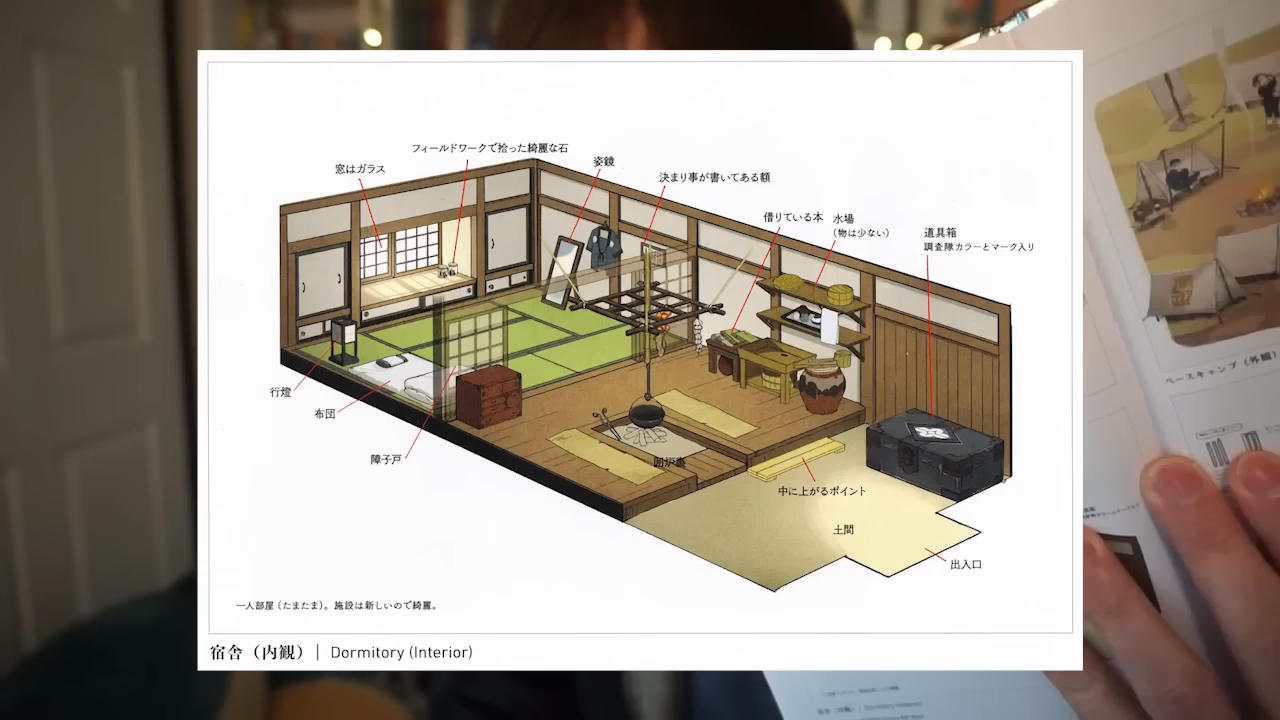 フィールドワークで拾った綺麗な石
窓はガラス
姿鏡
決まり事が書いてある額
借りている本
水場
（物は少ない）
道具箱
調査隊カラーとマーク入り
行燈
布団
障子戸
囲炉裏
中に上がるポイント
土間
出入口
一人部屋（たまたま）。施設は新しいので綺麗。
宿舎（内観）｜ Dormitory (Interior)
ベースキャンプ（外観）